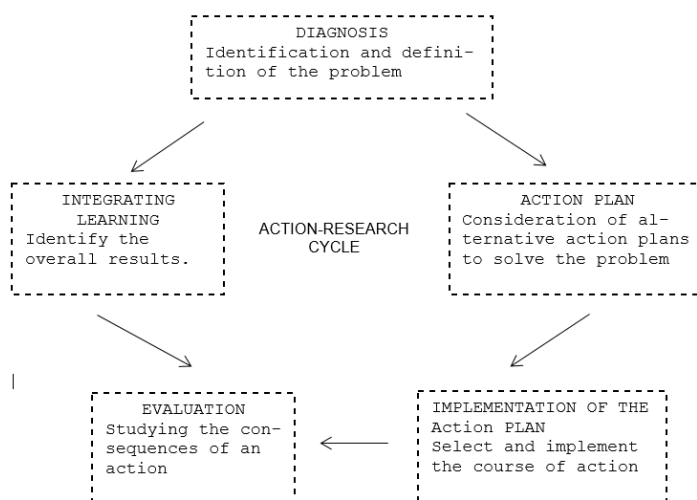 DIAGNOSIS
Identification and defini-
tion of the problem
INTEGRATING
LEARNING
Identify the
overall results.
ACTION-RESEARCH
CYCLE
ACTION PLAN
Consideration of al-
ternative action plans
to solve the problem
EVALUATION
Studying the con-
sequences of an
action
IMPLEMENTATION OF THE
Action PLAN
Select and implement
the course of action